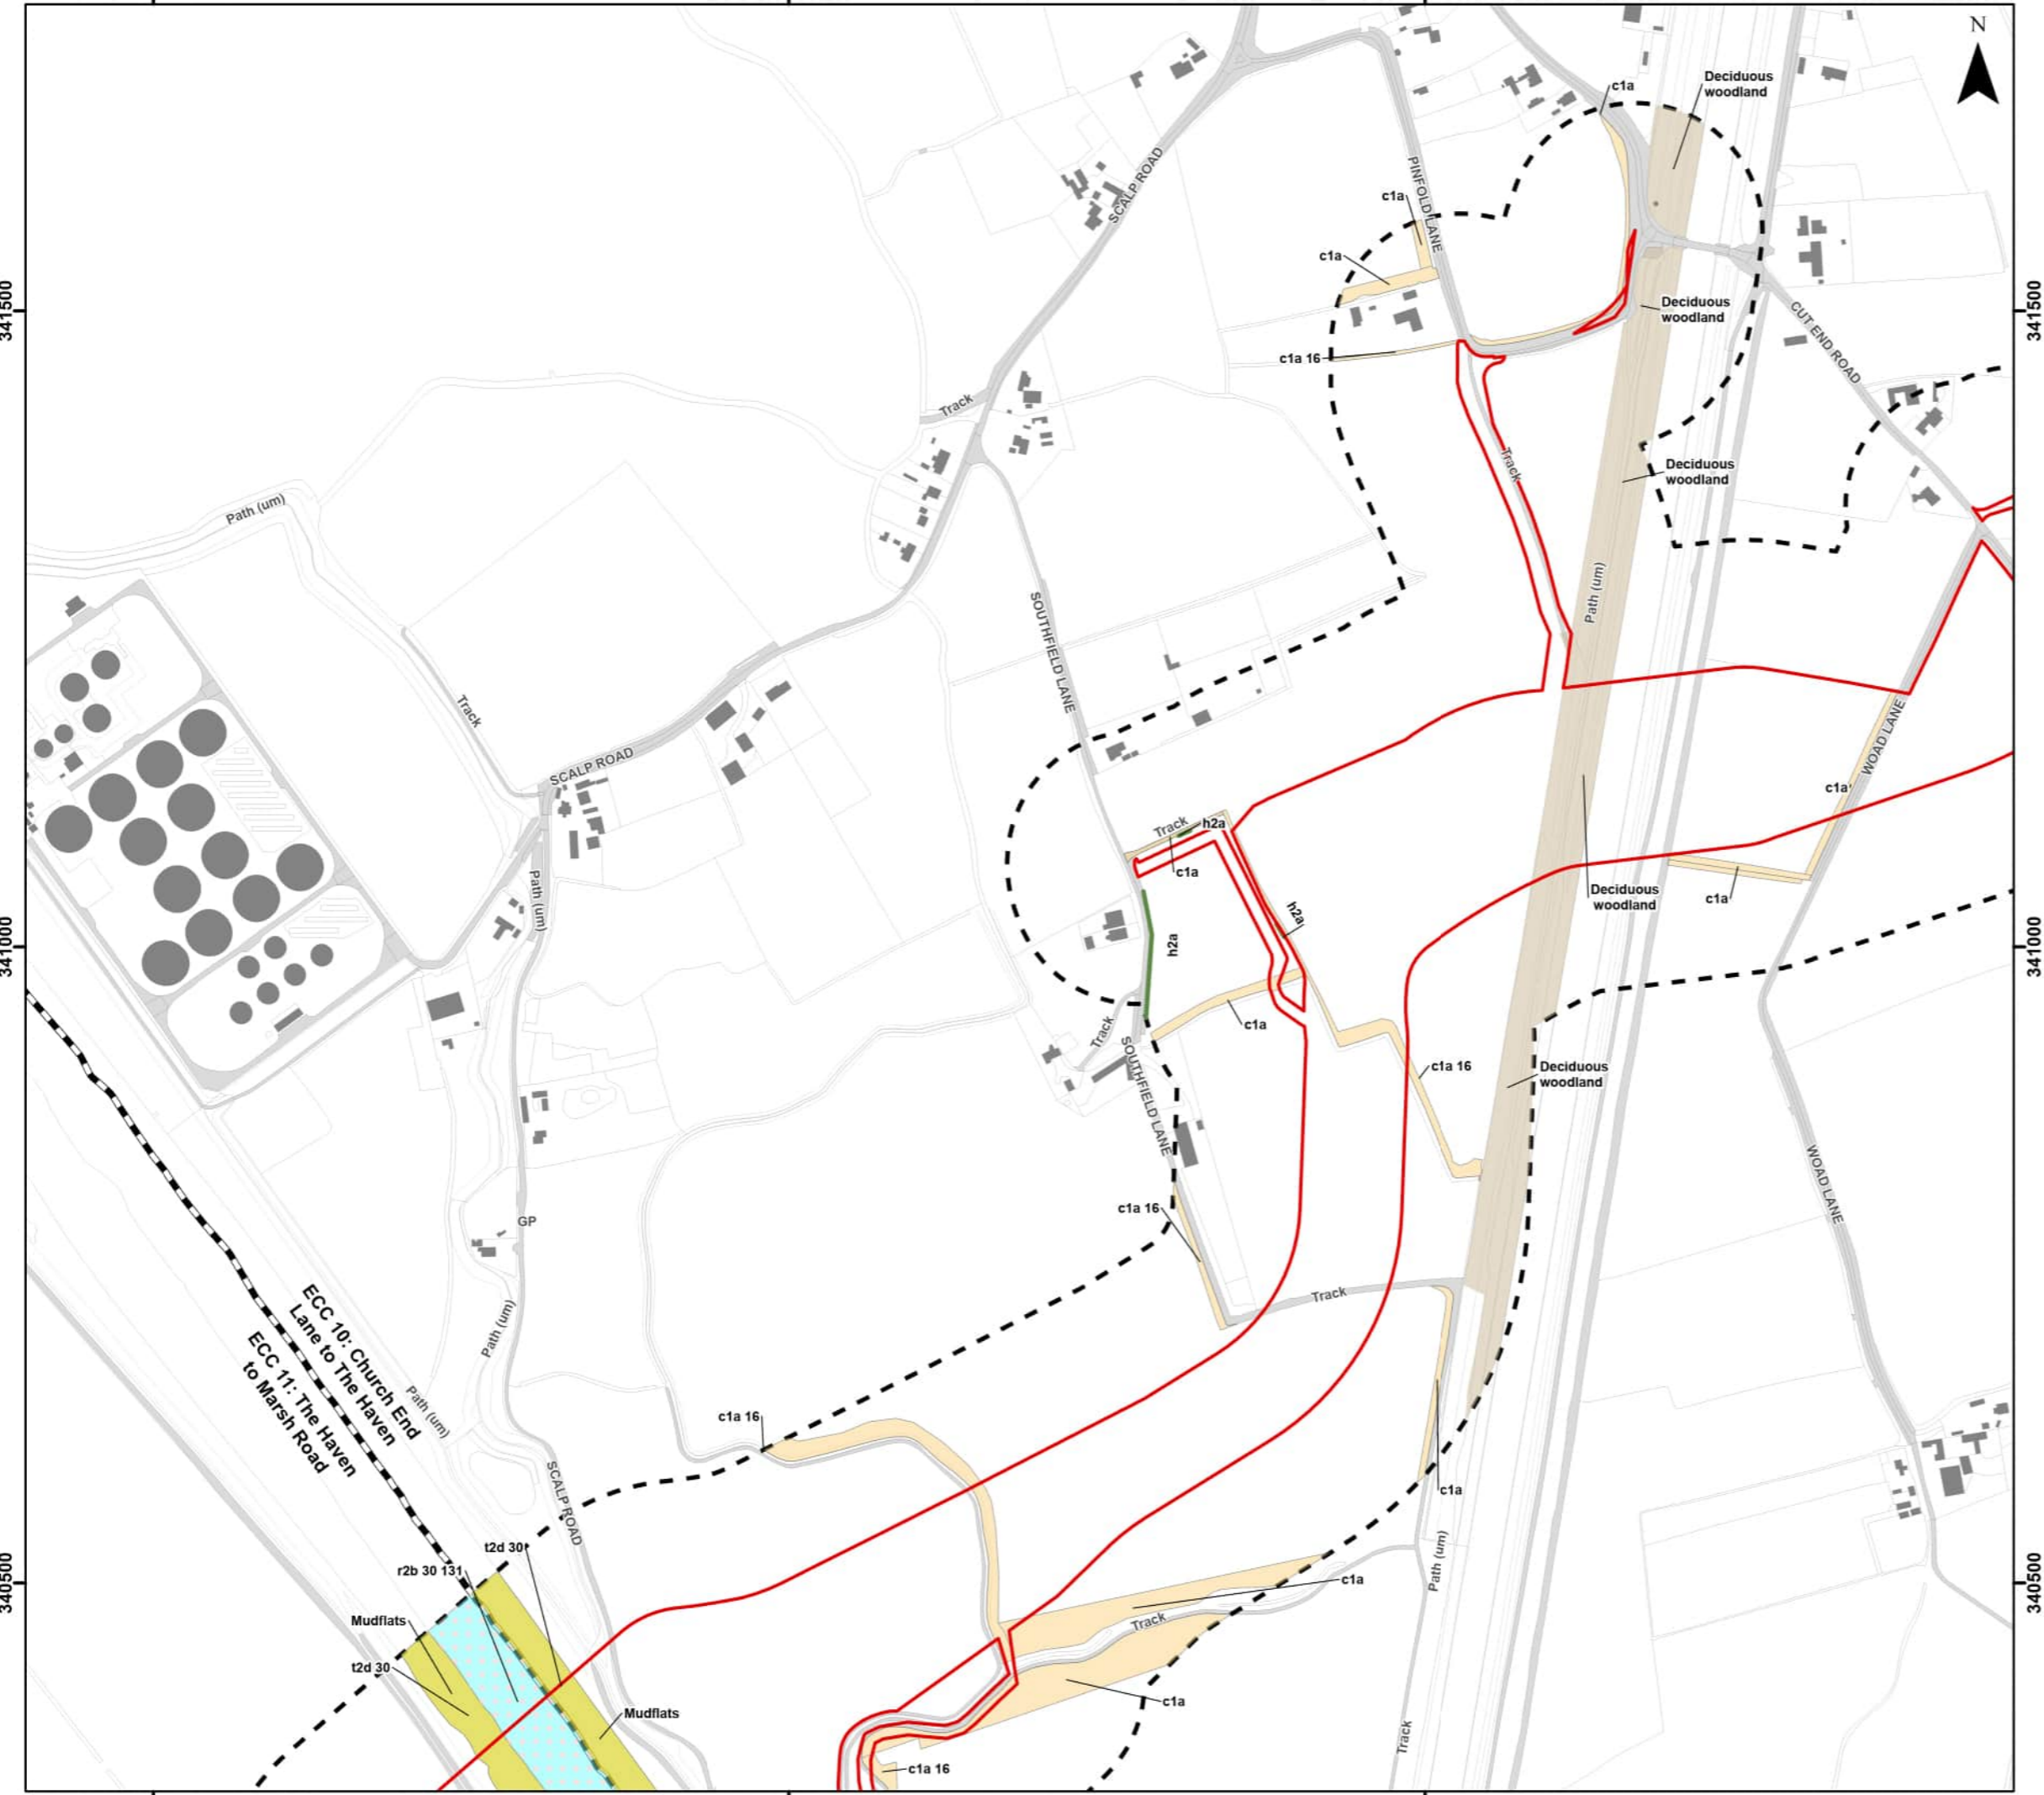 N
Deciduous
woodland
c1a
SCALP ROAD
PINFOLD LANE
c1a
c1a
341500
Deciduous
woodland
341500
CUT END ROAD
c1a 16
Track
Track
Deciduous
woodland
Path (um)
Path (um)
SOUTHFIELD LANE
Track
SCALP ROAD
WOAD LANE
c1a
Track
h2a
c1a
Path (um)
Deciduous
woodland
c1a
h2a
h2a
341000
341000
c1a
Track
SOUTHFIELD LANE
c1a 16
Deciduous
woodland
WOAD LANE
c1a 16
GP
Track
Path (um)
ECC 10: Church End
Lane to The Haven
ECC 11: The Haven
to Marsh Road
Path (um)
c1a 16
SCALP ROAD
c1a
t2d 30
r2b 30 131
Path (um)
340500
340500
c1a
Mudflats
Track
t2d 30
c1a
Mudflats
Track
c1a 16